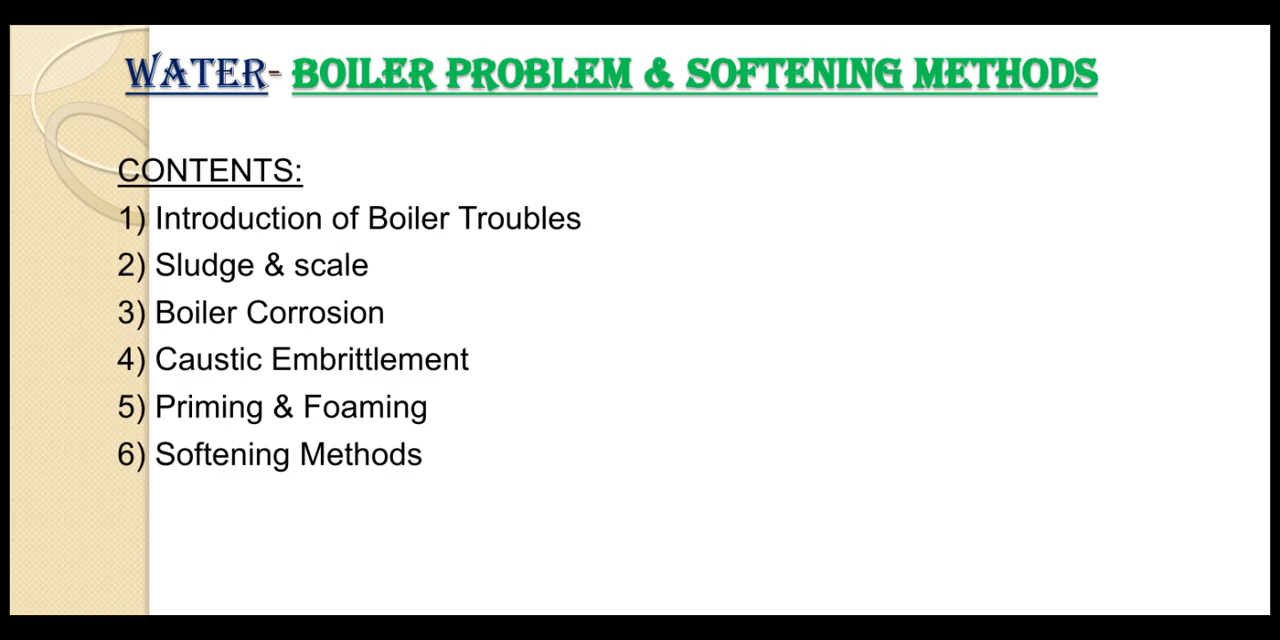 WATER- BOILER PROBLEM & SOFTENING METHODS
CONTENTS:
1) Introduction of Boiler Troubles
2) Sludge & scale
3) Boiler Corrosion
4) Caustic Embrittlement
5) Priming & Foaming
6) Softening Methods